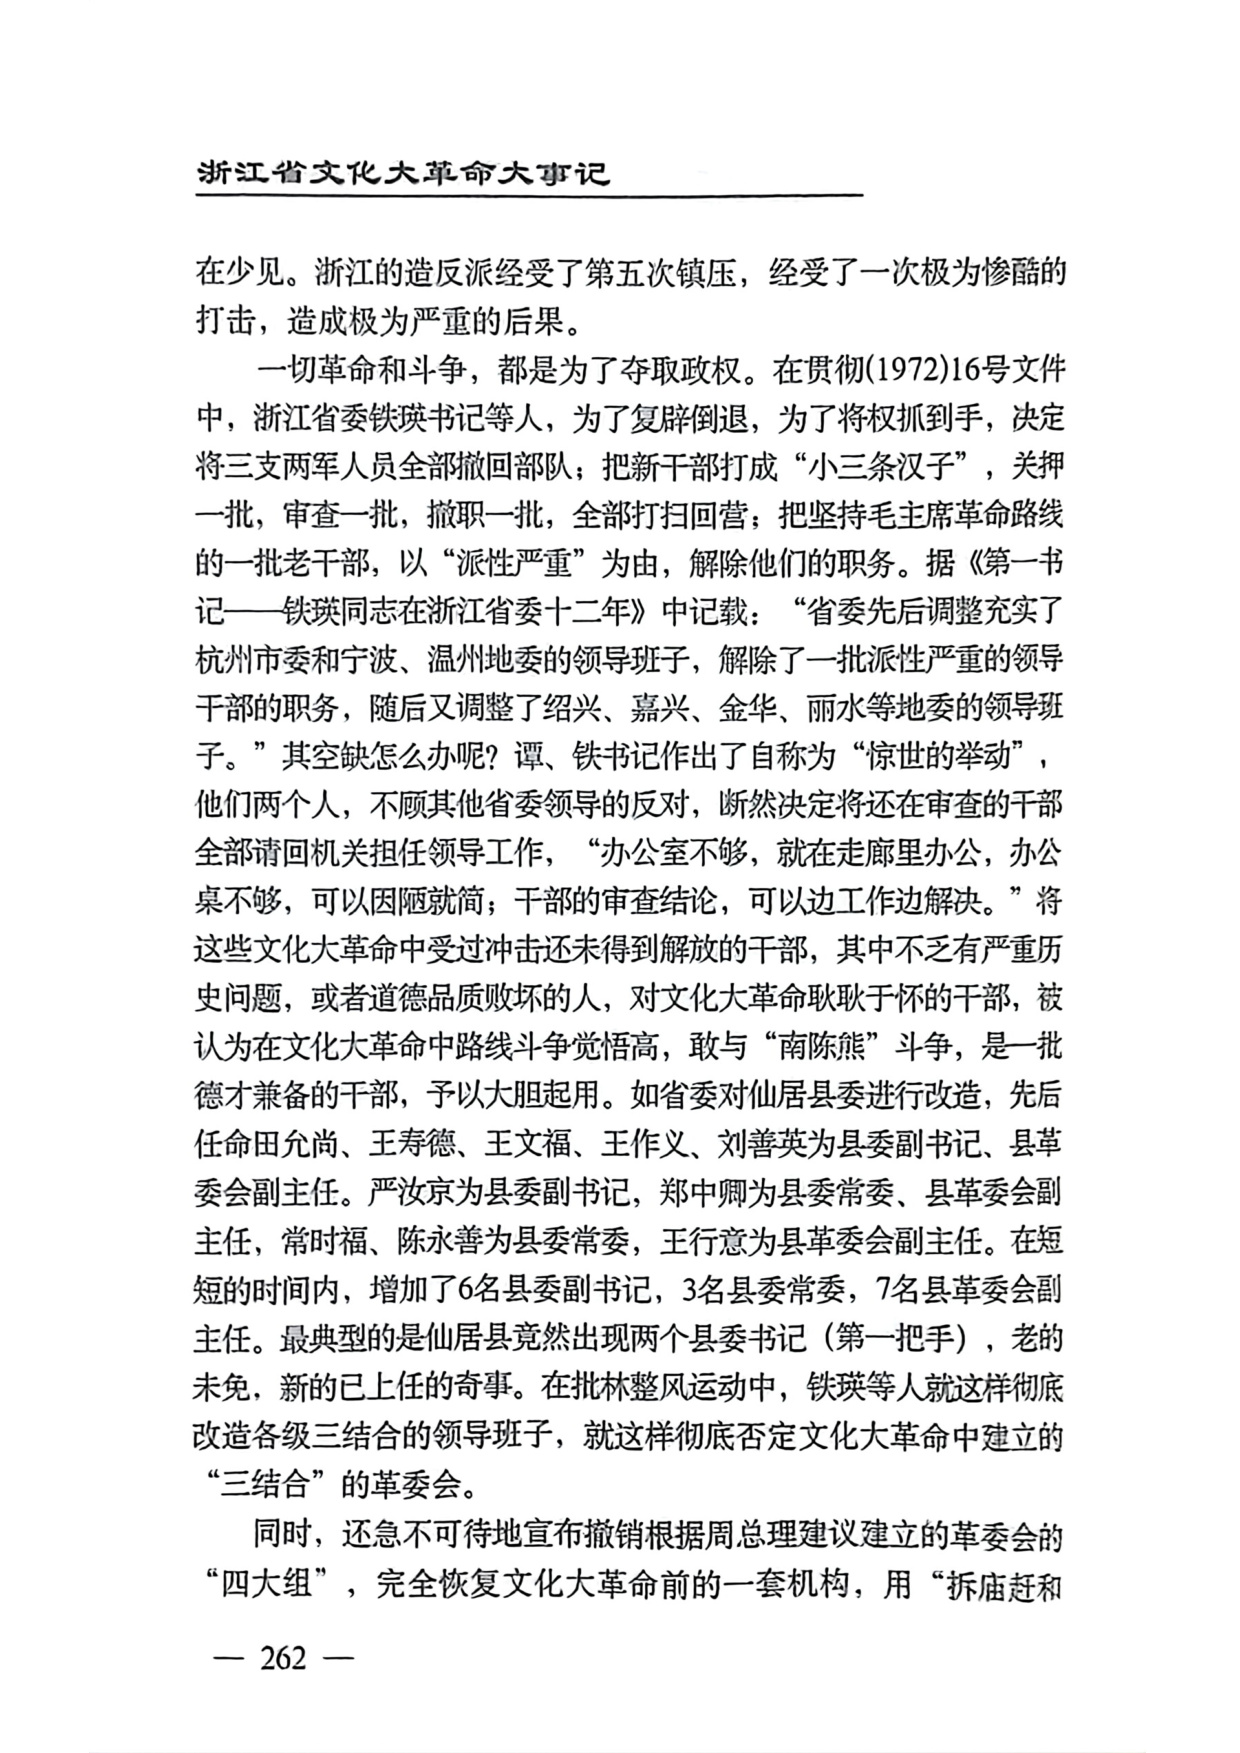 浙江省文化大革命大事记
在少见。浙江的造反派经受了第五次镇压，经受了一次极为惨酷的
打击，造成极为严重的后果。
一切革命和斗争，都是为了夺取政权。在贯彻(1972)16号文件
中，浙江省委铁瑛书记等人，为了复辟倒退，为了将权抓到手，决定
将三支两军人员全部撤回部队；把新干部打成“小三条汉子”，关押
一批，审查一批，撤职一批，全部打扫回营；把坚持毛主席革命路线
的一批老干部，以“派性严重”为由，解除他们的职务。据《第一书
记——铁瑛同志在浙江省委十二年》中记载：“省委先后调整充实了
杭州市委和宁波、温州地委的领导班子，解除了一批派性严重的领导
干部的职务，随后又调整了绍兴、嘉兴、金华、丽水等地委的领导班
子。”其空缺怎么办呢？谭、铁书记作出了自称为“惊世的举动”，
他们两个人，不顾其他省委领导的反对，断然决定将还在审查的干部
全部请回机关担任领导工作，“办公室不够，就在走廊里办公，办公
桌不够，可以因陋就简；干部的审查结论，可以边工作边解决。”将
这些文化大革命中受过冲击还未得到解放的干部，其中不乏有严重历
史问题，或者道德品质败坏的人，对文化大革命耿耿于怀的干部，被
认为在文化大革命中路线斗争觉悟高，敢与“南陈熊”斗争，是一批
德才兼备的干部，予以大胆起用。如省委对仙居县委进行改造，先后
任命田允尚、王寿德、王文福、王作义、刘善英为县委副书记、县革
委会副主任。严汝京为县委副书记，郑中卿为县委常委、县革委会副
主任，常时福、陈永善为县委常委，王行意为县革委会副主任。在短
短的时间内，增加了6名县委副书记，3名县委常委，7名县革委会副
主任。最典型的是仙居县竟然出现两个县委书记（第一把手），老的
未免，新的已上任的奇事。在批林整风运动中，铁瑛等人就这样彻底
改造各级三结合的领导班子，就这样彻底否定文化大革命中建立的
“三结合”的革委会。
同时，还急不可待地宣布撤销根据周总理建议建立的革委会的
“四大组”，完全恢复文化大革命前的一套机构，用“拆庙赶和
— 262 —